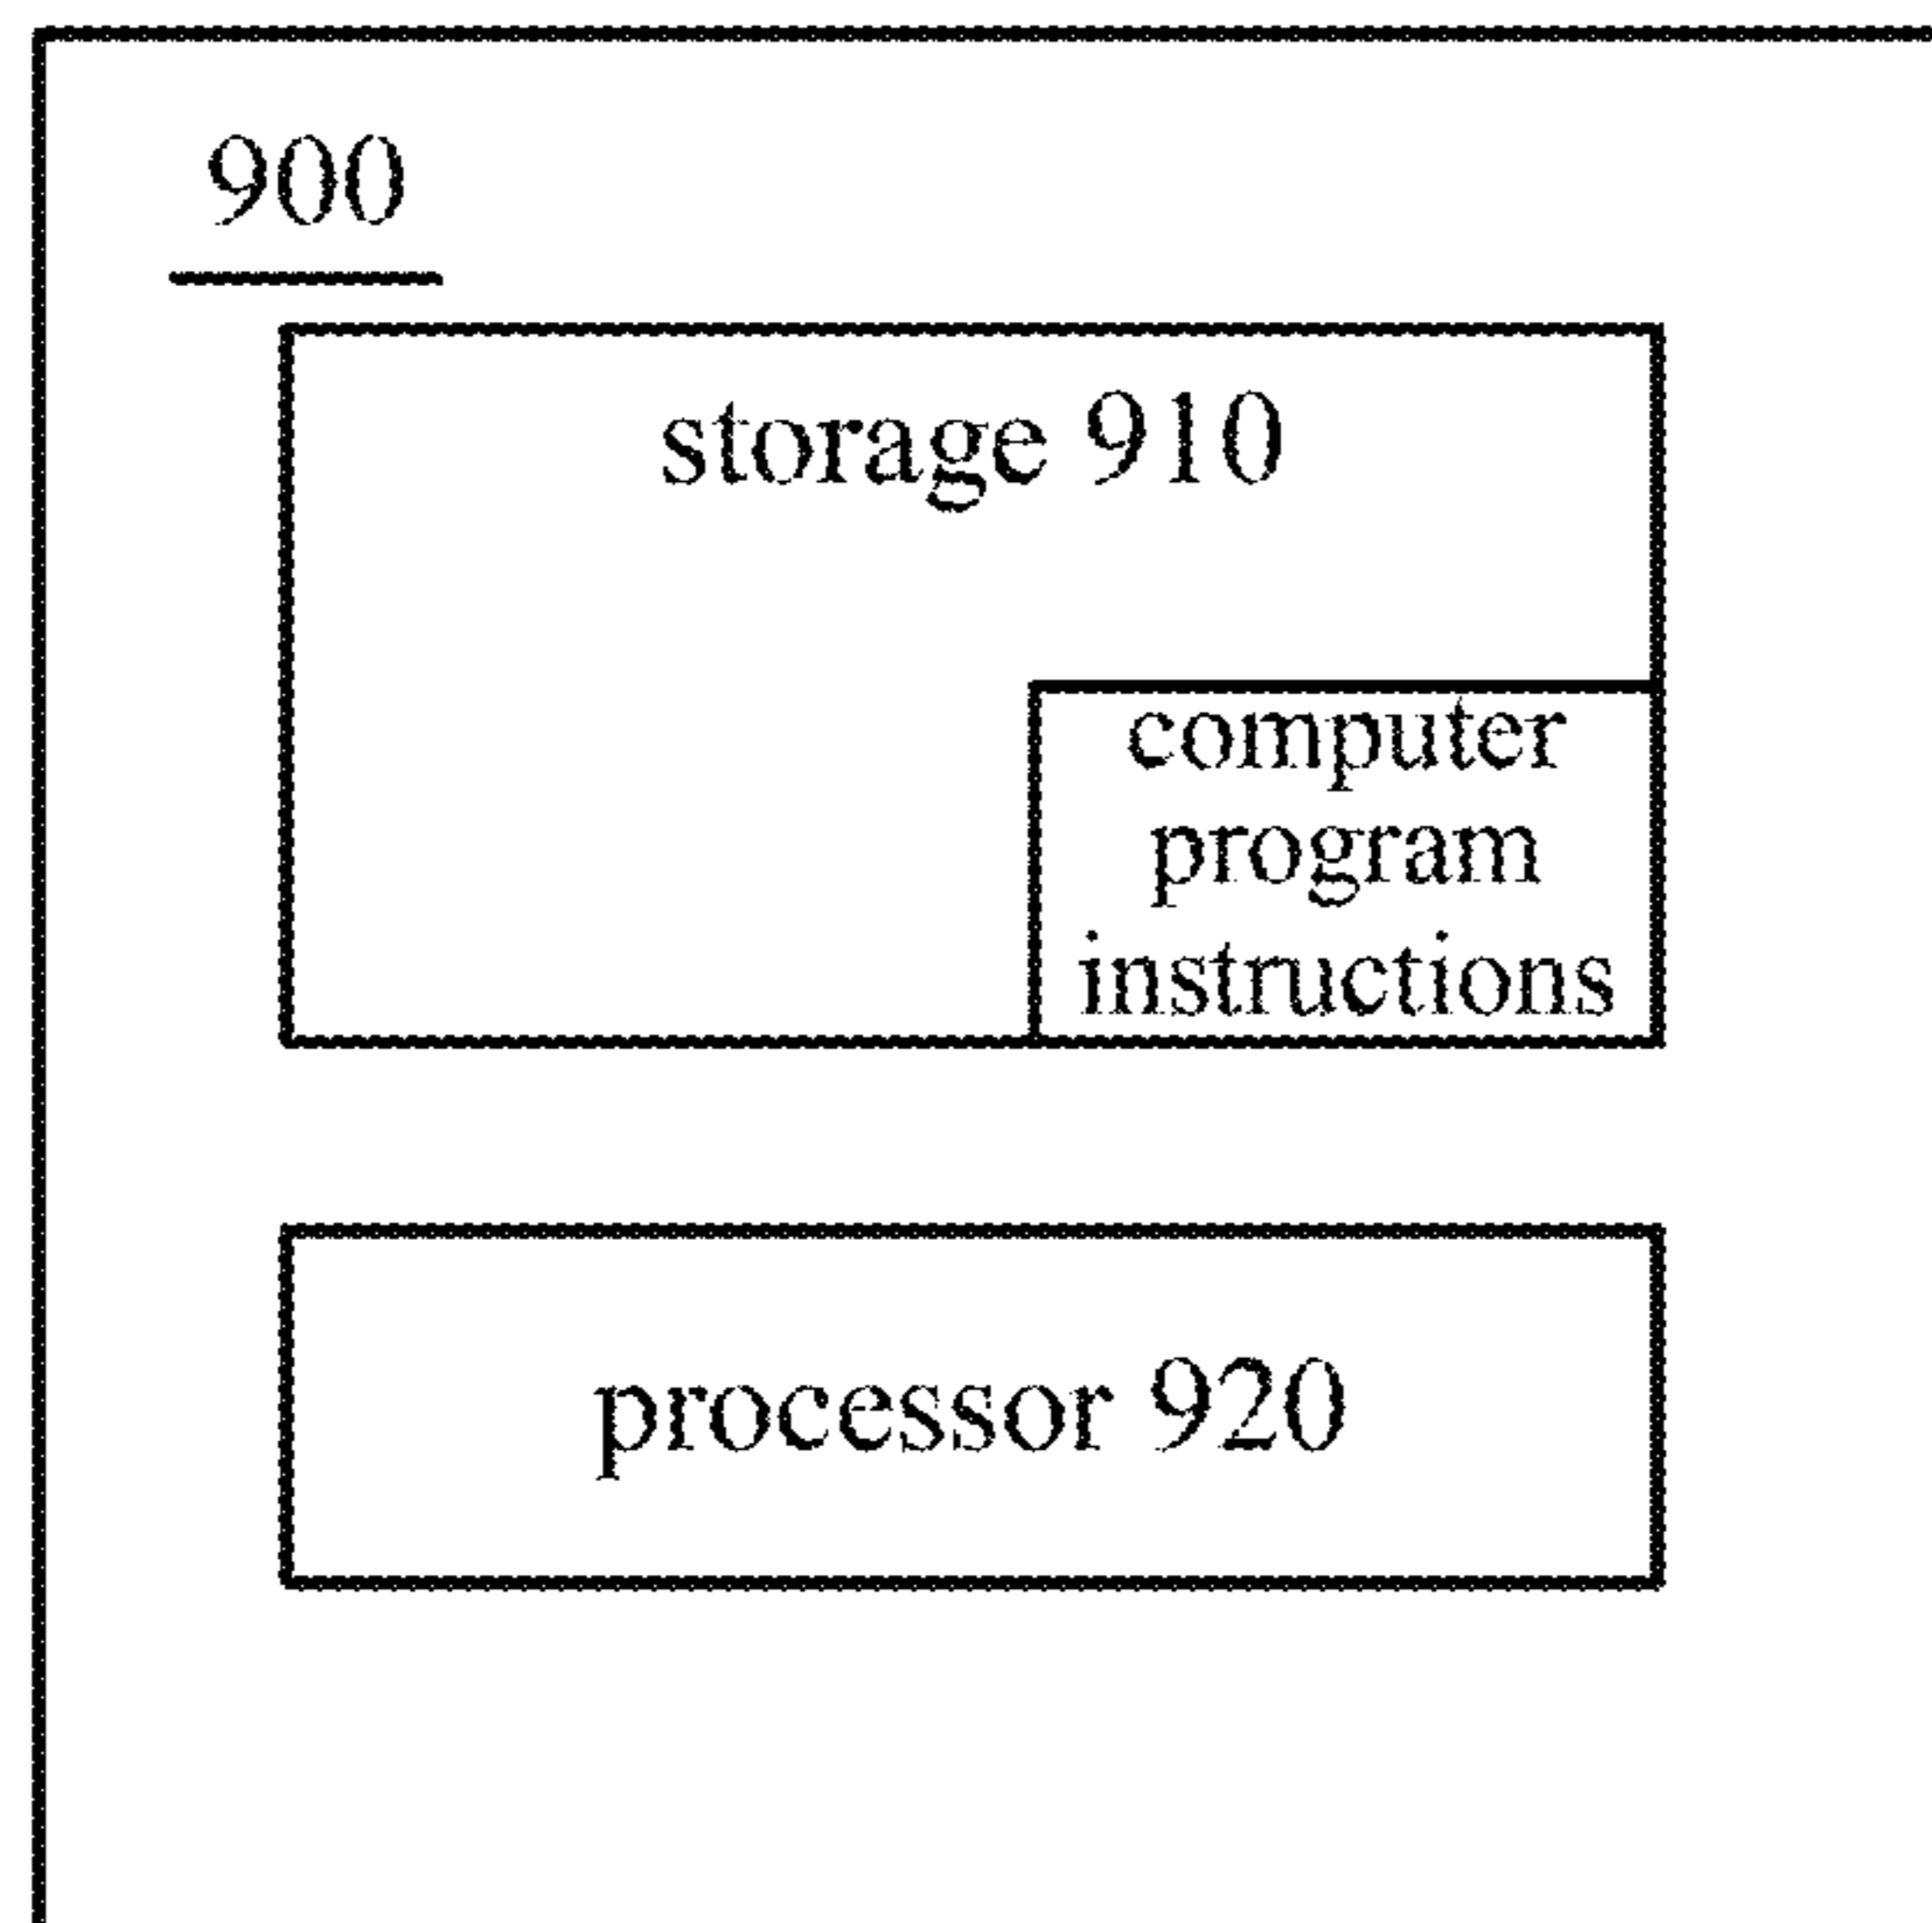 900
storage 910
computer
program
instructions
processor 920